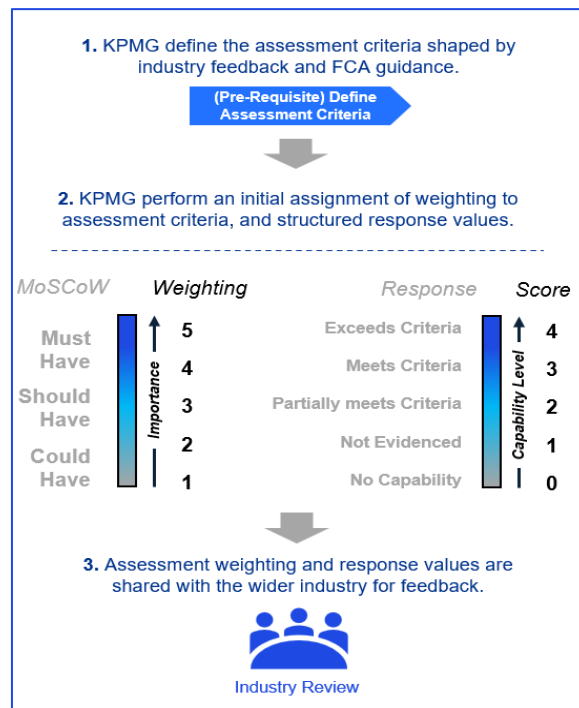 1. KPMG define the assessment criteria shaped by
industry feedback and FCA guidance.
(Pre-Requisite) Define
Assessment Criteria
2. KPMG perform an initial assignment of weighting to
assessment criteria, and structured response values.
MoSCoW
Weighting
Must
Have
Should
Have
Could
Have
Importance
5
4
3
2
1
Response
Score
Exceeds Criteria
Meets Criteria
Partially meets Criteria
Not Evidenced
No Capability
Capability Level
4
3
2
1
0
3. Assessment weighting and response values are
shared with the wider industry for feedback.
Industry Review